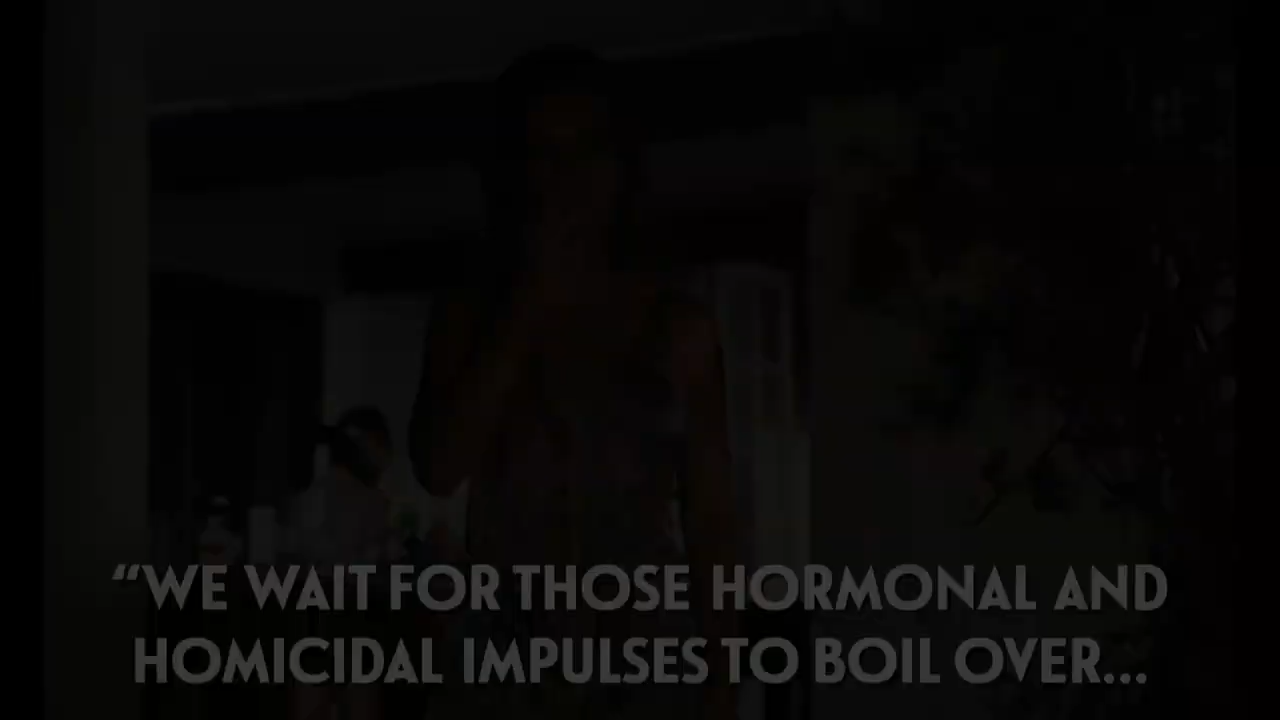 “WE WAIT FOR THOSE HORMONAL AND
HOMICIDAL IMPULSES TO BOIL OVER...